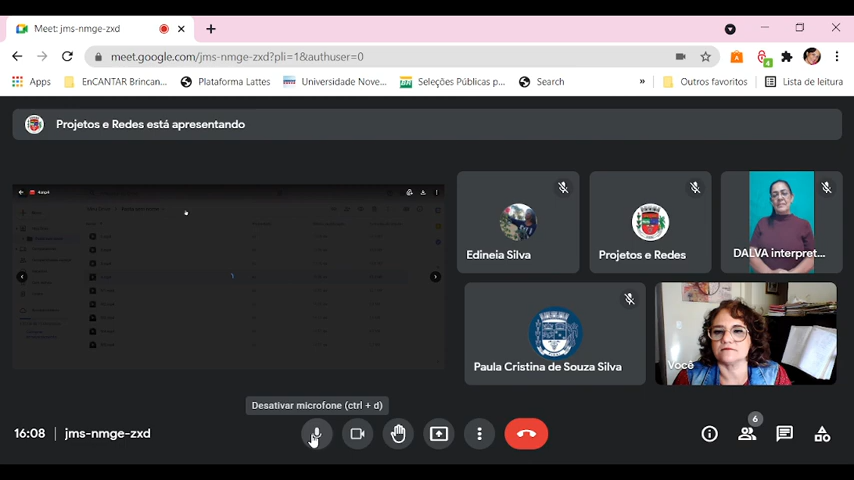 Meet: jms-nmge-zxd
meet.google.com/jms-nmge-zxd?pli=1&authuser=0
Apps
EnCANTAR Brincan...
Plataforma Lattes
Universidade Nove...
Seleções Públicas p...
Search
»
Outros favoritos
Lista de leitura
Projetos e Redes está apresentando
Edineia Silva
Projetos e Redes
DALVA interpret...
Paula Cristina de Souza Silva
Você
Desativar microfone (ctrl + d)
16:08
jms-nmge-zxd
6